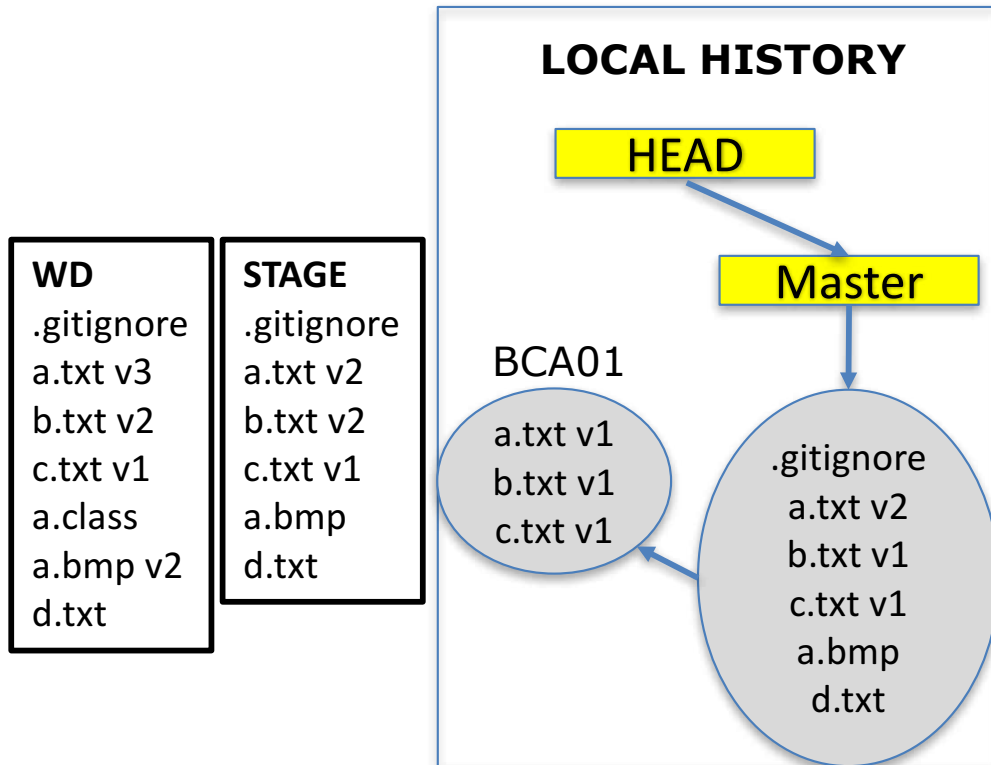 LOCAL HISTORY
HEAD
Master
WD
.gitignore
a.txt v3
b.txt v2
c.txt v1
a.class
a.bmp v2
d.txt
STAGE
.gitignore
a.txt v2
b.txt v2
c.txt v1
a.bmp
d.txt
BCA01
a.txt v1
b.txt v1
c.txt v1
.gitignore
a.txt v2
b.txt v1
c.txt v1
a.bmp
d.txt